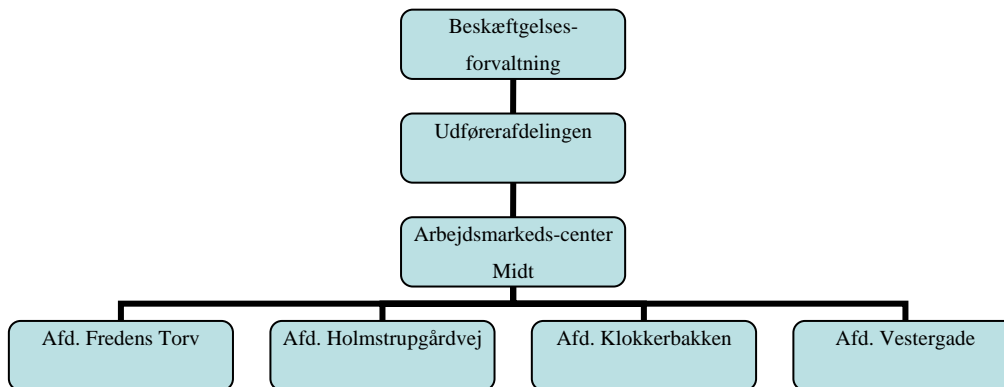 Beskæftgelses-
forvaltning
Udførerafdelingen
Arbejdsmarkeds-center
Midt
Afd. Fredens Torv
Afd. Holmstrupgårdvej
Afd. Klokkerbakken
Afd. Vestergade